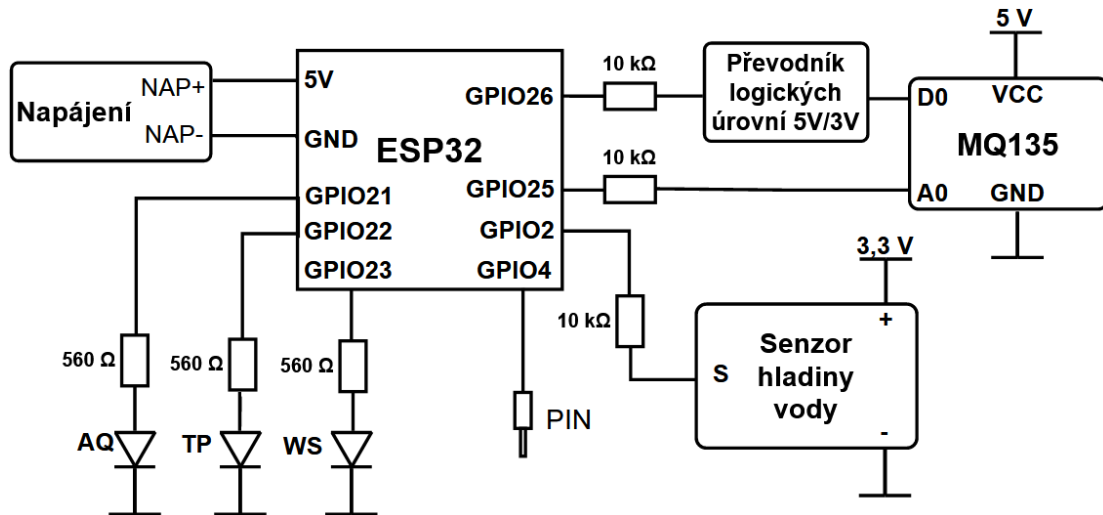 Napájení
NAP+
NAP-
5V
GND
GPIO21
GPIO22
GPIO23
ESP32
GPIO26
GPIO25
GPIO2
GPIO4
10 kΩ
10 kΩ
10 kΩ
Převodník
logických
úrovní 5V/3V
5 V
D0
VCC
MQ135
A0
GND
3,3 V
+
S
Senzor
hladiny
vody
-
560 Ω
560 Ω
560 Ω
AQ
TP
WS
PIN